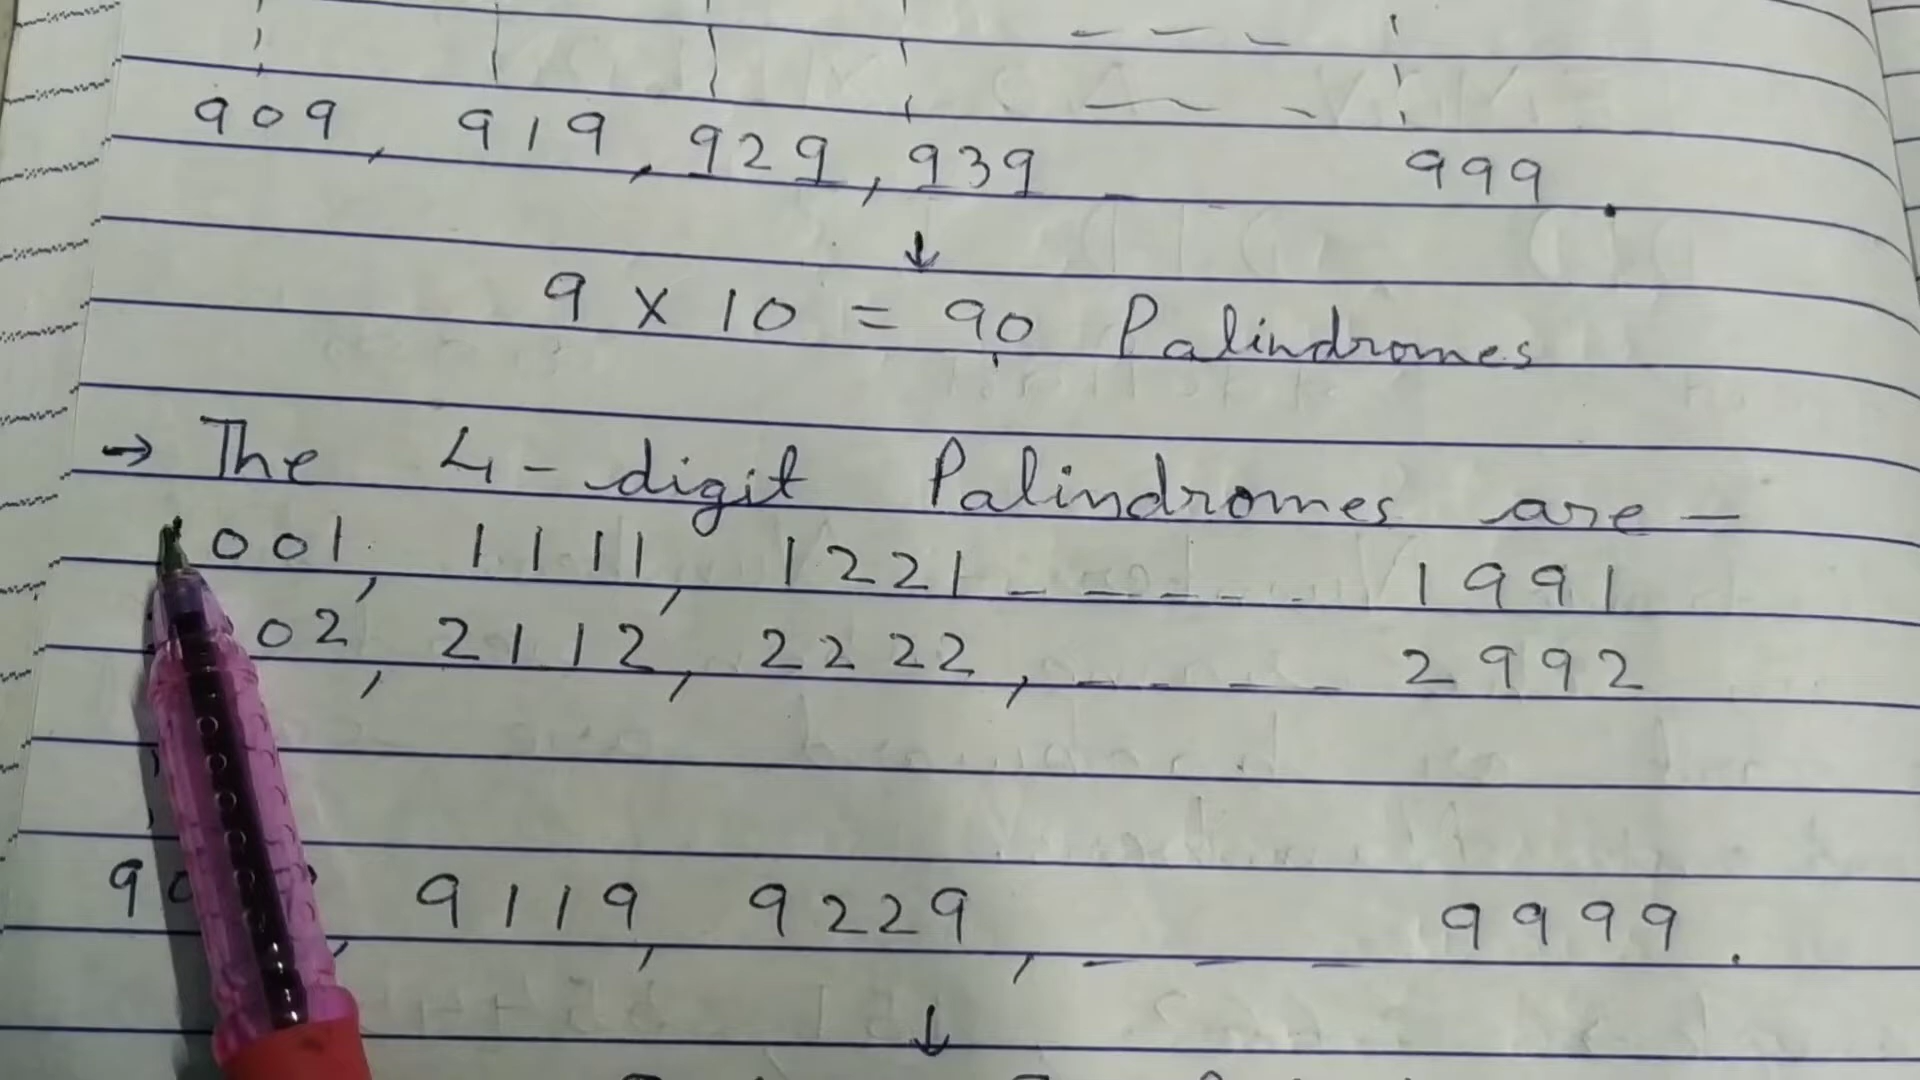 909, 919, 929, 939 _ 999.
↓
9 x 10 = 90 Palindromes
→ The 4-digit Palindromes are -
001, 1111, 1221 - - - - - 1991
02, 2112, 2222, - - - - 2992
9 , 9119, 9229, - - - 9999.
↓